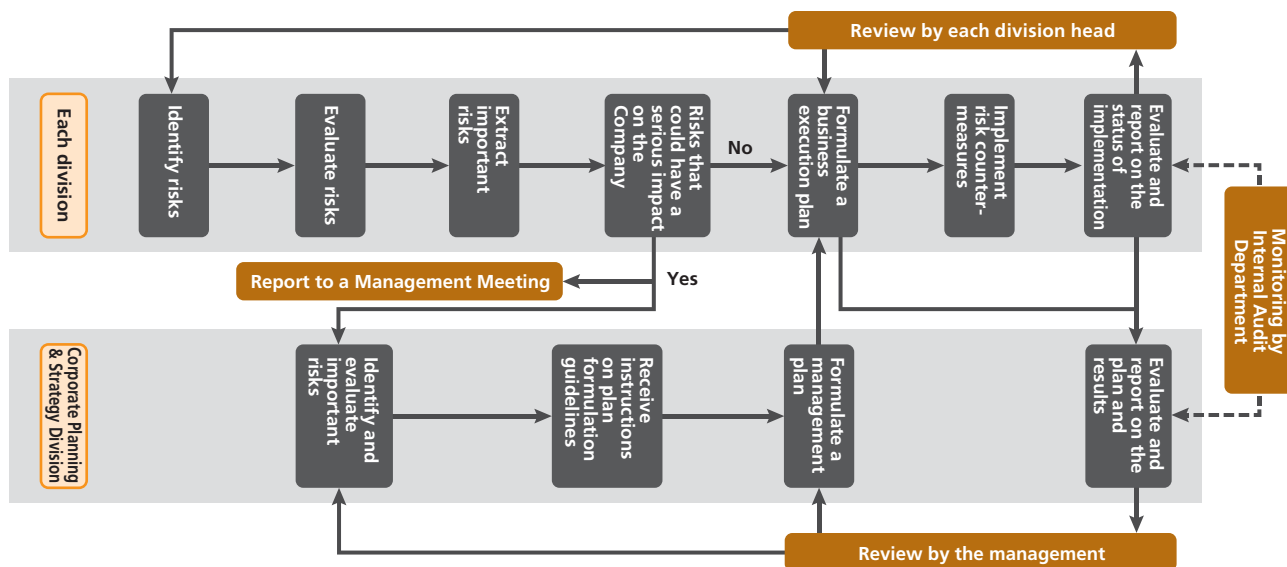 Review by each division head
Each division
Identify risks
Evaluate risks
Extract
important
risks
Risks that
could have a
serious impact
on the
Company
No
Formulate a
business
execution plan
Implement
risk counter-
measures
Evaluate and
report on the
status of
implementation
Monitoring by
Internal Audit
Department
Report to a Management Meeting
Yes
Corporate Planning
& Strategy Division
Identify and
evaluate
important
risks
Receive
instructions
on plan
formulation
guidelines
Formulate a
management
plan
Evaluate and
report on the
plan and
results
Review by the management